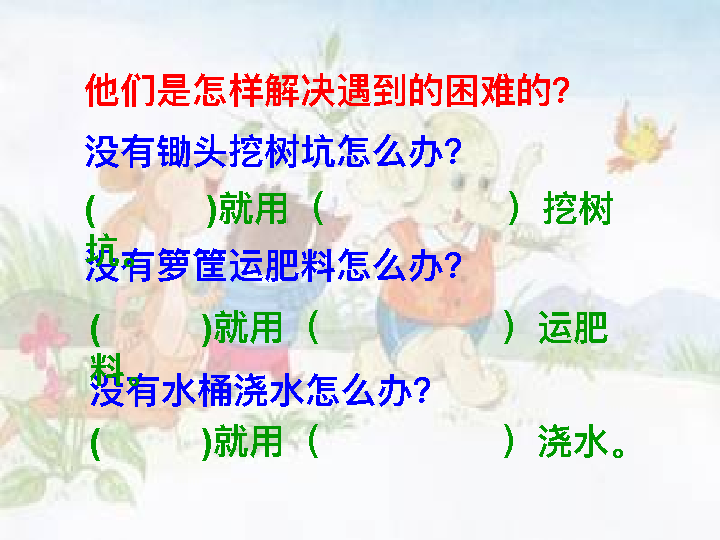 他们是怎样解决遇到的困难的?
没有锄头挖树坑怎么办?
(          )就用（                ）挖树
坑。
没有箩筐运肥料怎么办?
(         )就用（                ）运肥
料。
没有水桶浇水怎么办?
(         )就用（                ）浇水。